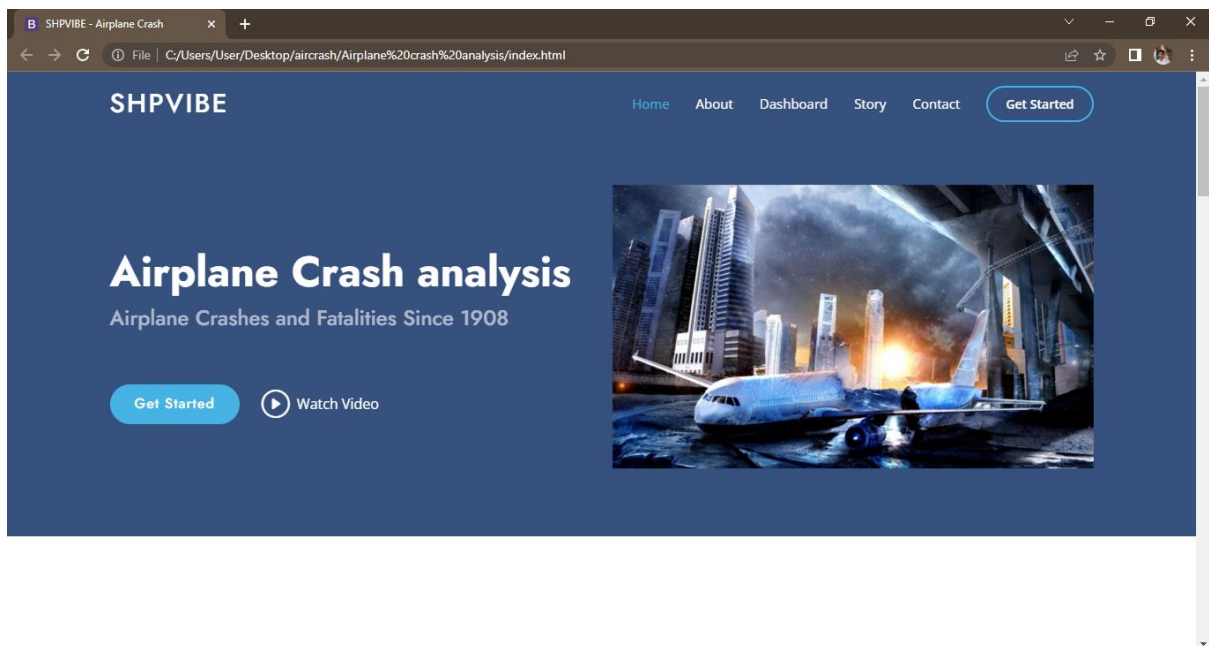 SHPVIBE - Airplane Crash
File | C:/Users/User/Desktop/aircrash/Airplane%20crash%20analysis/index.html
SHPVIBE
Home About Dashboard Story Contact Get Started
Airplane Crash analysis
Airplane Crashes and Fatalities Since 1908
Get Started Watch Video